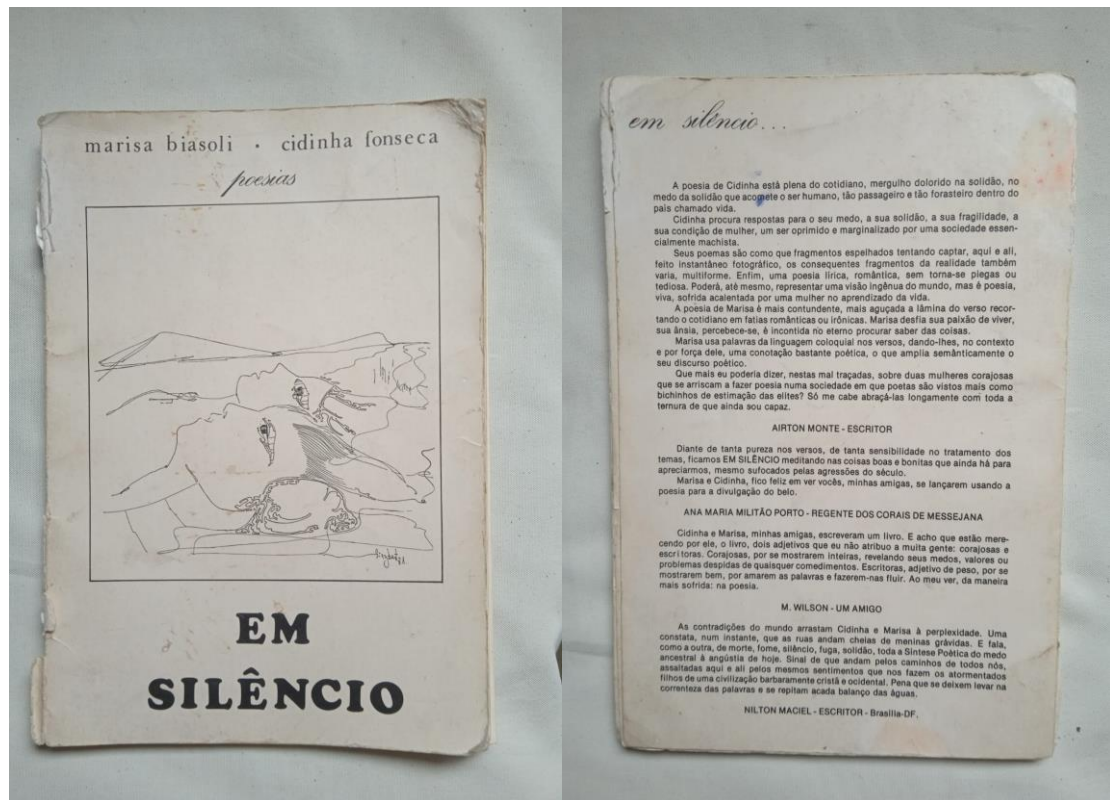 marisa biasoli . cidinha fonseca
poesias
EM
SILÊNCIO
em silêncio...
A poesia de Cidinha está plena do cotidiano, mergulho dolorido na solidão, no
medo da solidão que acomete o ser humano, tão passageiro e tão forasteiro dentro do
país chamado vida.
Cidinha procura respostas para o seu medo, a sua solidão, a sua fragilidade, a
sua condição de mulher, um ser oprimido e marginalizado por uma sociedade essen-
cialmente machista.
Seus poemas são como que fragmentos espelhados tentando captar, aqui e ali,
feito instantâneo fotográfico, os consequentes fragmentos da realidade também
varia, multiforme. Enfim, uma poesia lírica, romântica, sem torna-se piegas ou
tediosa. Poderá, até mesmo, representar uma visão ingênua do mundo, mas é poesia,
viva, sofrida acalentada por uma mulher no aprendizado da vida.
A poesia de Marisa é mais contundente, mais aguçada a lâmina do verso recor-
tando o cotidiano em fatias românticas ou irônicas. Marisa desfia sua paixão de viver,
sua ânsia, percebece-se, é incontida no eterno procurar saber das coisas.
Marisa usa palavras da linguagem coloquial nos versos, dando-lhes, no contexto
e por força dele, uma conotação bastante poética, o que amplia semânticamente o
seu discurso poético.
Que mais eu poderia dizer, nestas mal traçadas, sobre duas mulheres corajosas
que se arriscam a fazer poesia numa sociedade em que poetas são vistos mais como
bichinhos de estimação das elites? Só me cabe abraçá-las longamente com toda a
ternura de que ainda sou capaz.
AIRTON MONTE - ESCRITOR
Diante de tanta pureza nos versos, de tanta sensibilidade no tratamento dos
temas, ficamos EM SILÊNCIO meditando nas coisas boas e bonitas que ainda há para
apreciarmos, mesmo sufocados pelas agressões do século.
Marisa e Cidinha, fico feliz em ver vocês, minhas amigas, se lançarem usando a
poesia para a divulgação do belo.
ANA MARIA MILITÃO PORTO - REGENTE DOS CORAIS DE MESSEJANA
Cidinha e Marisa, minhas amigas, escreveram um livro. E acho que estão mere-
cendo por ele, o livro, dois adjetivos que eu não atribuo a muita gente: corajosas e
escritoras. Corajosas, por se mostrarem inteiras, revelando seus medos, valores ou
problemas despidas de quaisquer comedimentos. Escritoras, adjetivo de peso, por se
mostrarem bem, por amarem as palavras e fazerem-nas fluir. Ao meu ver, da maneira
mais sofrida: na poesia.
M. WILSON - UM AMIGO
As contradições do mundo arrastam Cidinha e Marisa à perplexidade. Uma
constata, num instante, que as ruas andam cheias de meninas grávidas. E fala,
como a outra, de morte, fome, silêncio, fuga, solidão, toda a Síntese Poética do medo
ancestral à angústia de hoje. Sinal de que andam pelos caminhos de todos nós,
assaltadas aqui e ali pelos mesmos sentimentos que nos fazem os atormentados
filhos de uma civilização barbaramente cristã e ocidental. Pena que se deixem levar na
correnteza das palavras e se repitam acada balanço das águas.
NILTON MACIEL - ESCRITOR - Brasília-DF.